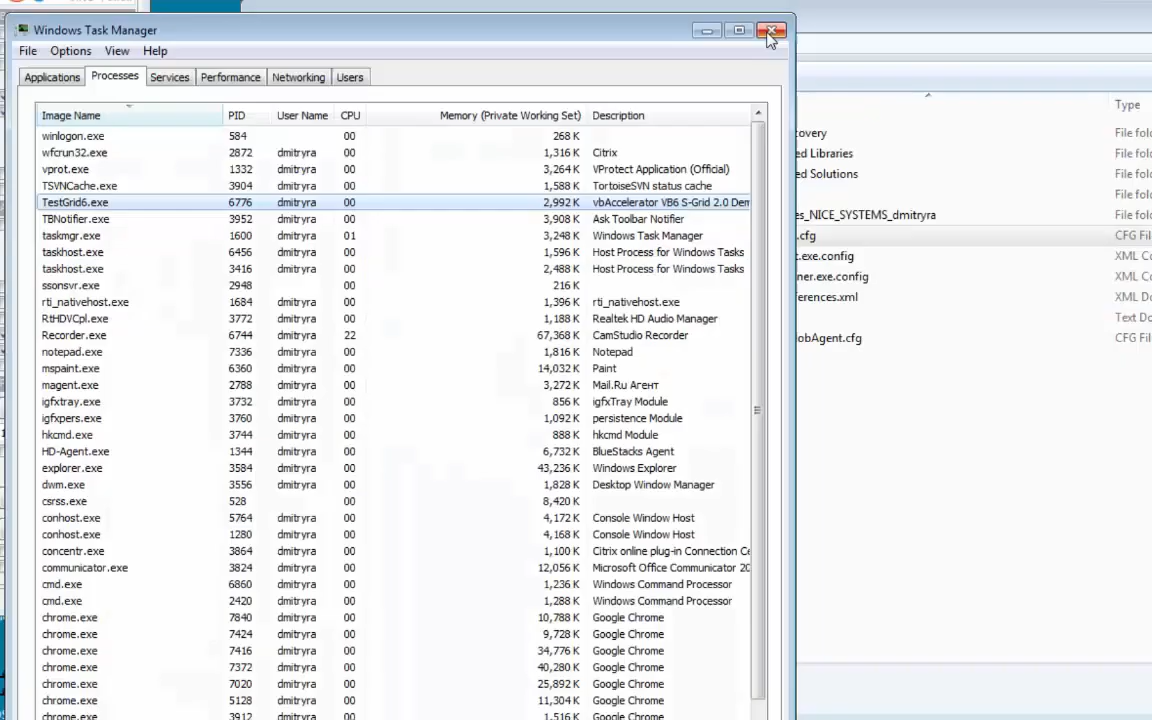 Windows Task Manager
File Options View Help
Applications Processes Services Performance Networking Users
Image Name PID User Name CPU Memory (Private Working Set) Description
winlogon.exe 584 00 268 K
wfcrun32.exe 2872 dmitryra 00 1,316 K Citrix
vprot.exe 1332 dmitryra 00 3,264 K VProtect Application (Official)
TSVNCache.exe 3904 dmitryra 00 1,588 K TortoiseSVN status cache
TestGrid6.exe 6776 dmitryra 00 2,992 K vbAccelerator VB6 S-Grid 2.0 Dem
TBNotifier.exe 3952 dmitryra 00 3,908 K Ask Toolbar Notifier
taskmgr.exe 1600 dmitryra 01 3,248 K Windows Task Manager
taskhost.exe 6456 dmitryra 00 1,596 K Host Process for Windows Tasks
taskhost.exe 3416 dmitryra 00 2,488 K Host Process for Windows Tasks
ssonsvr.exe 2948 00 216 K
rti_nativehost.exe 1684 dmitryra 00 1,396 K rti_nativehost.exe
RtHDVCpl.exe 3772 dmitryra 00 1,188 K Realtek HD Audio Manager
Recorder.exe 6744 dmitryra 22 67,368 K CamStudio Recorder
notepad.exe 7336 dmitryra 00 1,816 K Notepad
mspaint.exe 6360 dmitryra 00 14,032 K Paint
magent.exe 2788 dmitryra 00 3,272 K Mail.Ru Агент
igfxtray.exe 3732 dmitryra 00 856 K igfxTray Module
igfxpers.exe 3760 dmitryra 00 1,092 K persistence Module
hkcmd.exe 3744 dmitryra 00 888 K hkcmd Module
HD-Agent.exe 1344 dmitryra 00 6,732 K BlueStacks Agent
explorer.exe 3584 dmitryra 00 43,236 K Windows Explorer
dwm.exe 3556 dmitryra 00 1,828 K Desktop Window Manager
csrss.exe 528 00 8,420 K
conhost.exe 5764 dmitryra 00 4,172 K Console Window Host
conhost.exe 1280 dmitryra 00 4,168 K Console Window Host
concentr.exe 3864 dmitryra 00 1,100 K Citrix online plug-in Connection Ce
communicator.exe 3824 dmitryra 00 12,056 K Microsoft Office Communicator 20
cmd.exe 6860 dmitryra 00 1,236 K Windows Command Processor
cmd.exe 2420 dmitryra 00 1,288 K Windows Command Processor
chrome.exe 7840 dmitryra 00 10,788 K Google Chrome
chrome.exe 7424 dmitryra 00 9,728 K Google Chrome
chrome.exe 7416 dmitryra 00 34,776 K Google Chrome
chrome.exe 7372 dmitryra 00 40,280 K Google Chrome
chrome.exe 7020 dmitryra 00 25,892 K Google Chrome
chrome.exe 5128 dmitryra 00 11,304 K Google Chrome
chrome.exe 3912 dmitryra 00 1,516 K Google Chrome
Type
covery File fol
ed Libraries File fol
ed Solutions File fol
File fol
es_NICE_SYSTEMS_dmitryra File fol
.cfg CFG Fil
t.exe.config XML Co
ner.exe.config XML Co
ferences.xml XML Do
Text Do
obAgent.cfg CFG Fil